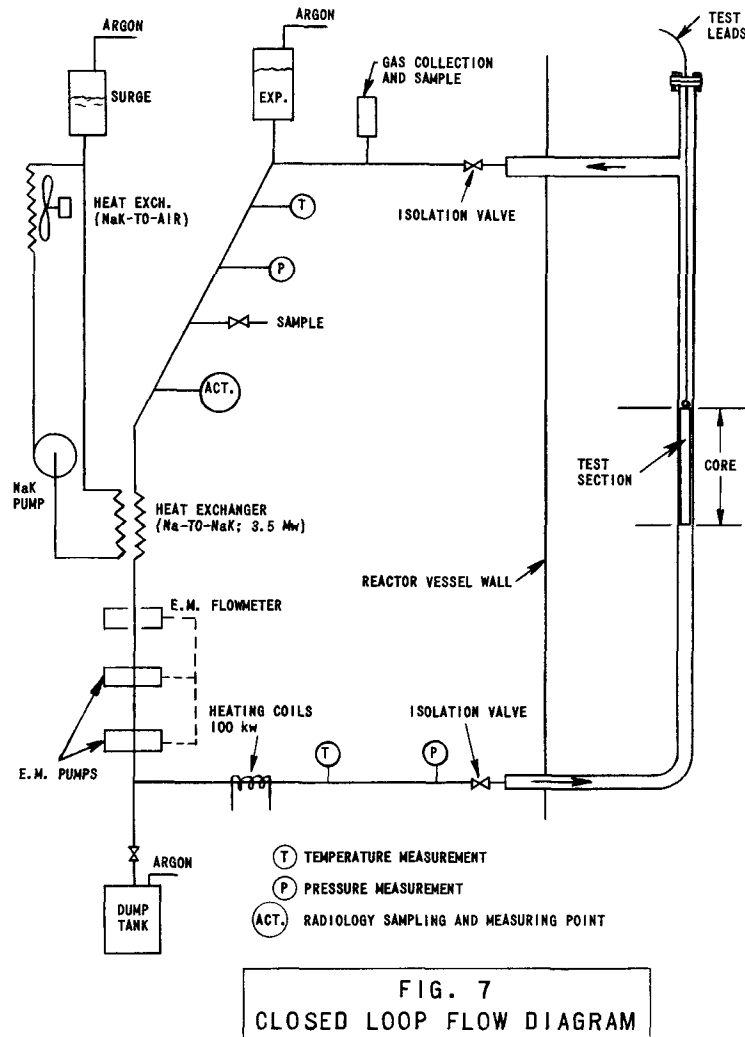 ARGON
ARGON
TEST
LEADS
SURGE
EXP.
GAS COLLECTION
AND SAMPLE
HEAT EXCH.
(NaK-TO-AIR)
T
ISOLATION VALVE
P
SAMPLE
ACT.
TEST
SECTION
CORE
NaK
PUMP
HEAT EXCHANGER
(Na-TO-NaK; 3.5 Mw)
REACTOR VESSEL WALL
E.M. FLOWMETER
HEATING COILS
100 kw
ISOLATION VALVE
T
P
E.M. PUMPS
ARGON
DUMP
TANK
T TEMPERATURE MEASUREMENT
P PRESSURE MEASUREMENT
ACT. RADIOLOGY SAMPLING AND MEASURING POINT
FIG. 7
CLOSED LOOP FLOW DIAGRAM